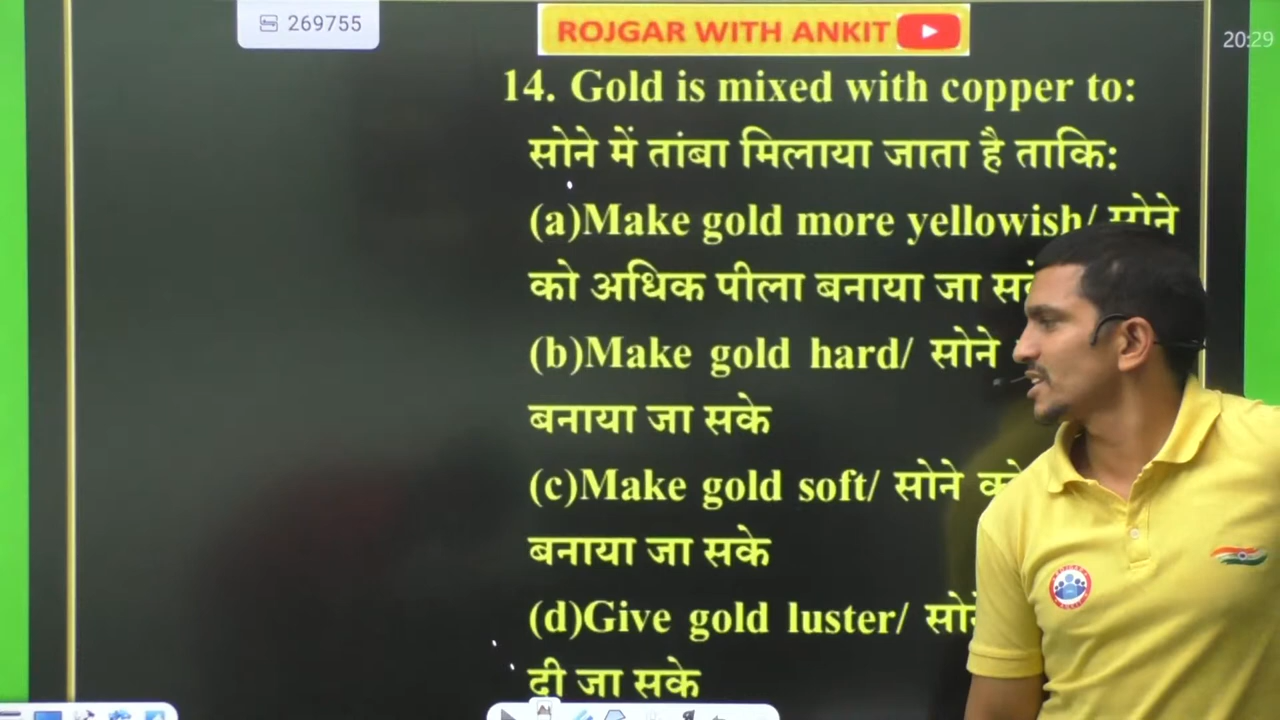 269755
ROJGAR WITH ANKIT
20:29
14. Gold is mixed with copper to:
सोने में तांबा मिलाया जाता है ताकि:
(a)Make gold more yellowish/ सोने
को अधिक पीला बनाया जा
(b)Make gold hard/ सोने
बनाया जा सके
(c)Make gold soft/ सोने
बनाया जा सके
(d)Give gold luster/
दी जा सके